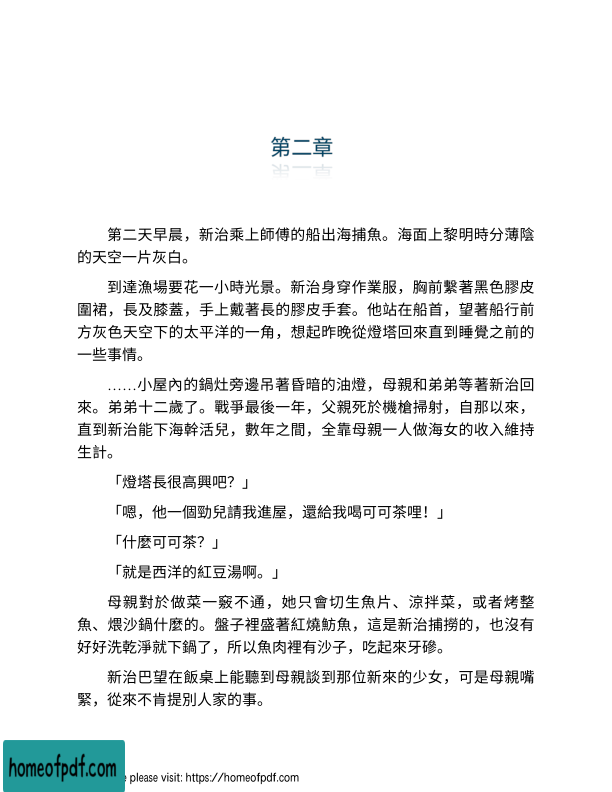 第二章
第二天早晨，新治乘上師傅的船出海捕魚。海面上黎明時分薄陰
的天空一片灰白。
到達漁場要花一小時光景。新治身穿作業服，胸前繫著黑色膠皮
圍裙，長及膝蓋，手上戴著長的膠皮手套。他站在船首，望著船行前
方灰色天空下的太平洋的一角，想起昨晚從燈塔回來直到睡覺之前的
一些事情。
……小屋內的鍋灶旁邊吊著昏暗的油燈，母親和弟弟等著新治回
來。弟弟十二歲了。戰爭最後一年，父親死於機槍掃射，自那以來，
直到新治能下海幹活兒，數年之間，全靠母親一人做海女的收入維持
生計。
「燈塔長很高興吧？」
「嗯，他一個勁兒請我進屋，還給我喝可可茶哩！」
「什麼可可茶？」
「就是西洋的紅豆湯啊。」
母親對於做菜一竅不通，她只會切生魚片、涼拌菜，或者烤整
魚、煨沙鍋什麼的。盤子裡盛著紅燒魴魚，這是新治捕撈的，也沒有
好好洗乾淨就下鍋了，所以魚肉裡有沙子，吃起來牙磣。
新治巴望在飯桌上能聽到母親談到那位新來的少女，可是母親嘴
緊，從來不肯提別人家的事。
homeofpdf.com
please visit: https://homeofpdf.com